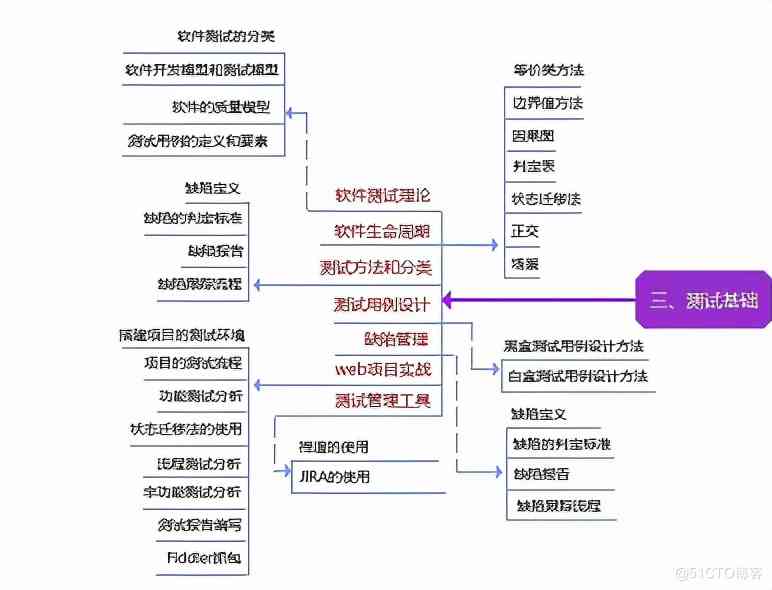 三、测试基础
软件测试理论
软件生命周期
测试方法和分类
测试用例设计
缺陷管理
web项目实战
测试管理工具
软件测试的分类
软件开发模型和测试模型
软件的质量模型
测试用例的定义和要素
等价类方法
边界值方法
因果图
判定表
状态迁移法
正交
场景
缺陷定义
缺陷的判定标准
缺陷报告
缺陷跟踪流程
黑盒测试用例设计方法
白盒测试用例设计方法
缺陷定义
缺陷的判定标准
缺陷报告
缺陷跟踪流程
搭建项目的测试环境
项目的测试流程
功能测试分析
状态迁移法的使用
流程测试分析
全功能测试分析
测试报告编写
Fiddler抓包
禅道的使用
JIRA的使用
@51CTO博客